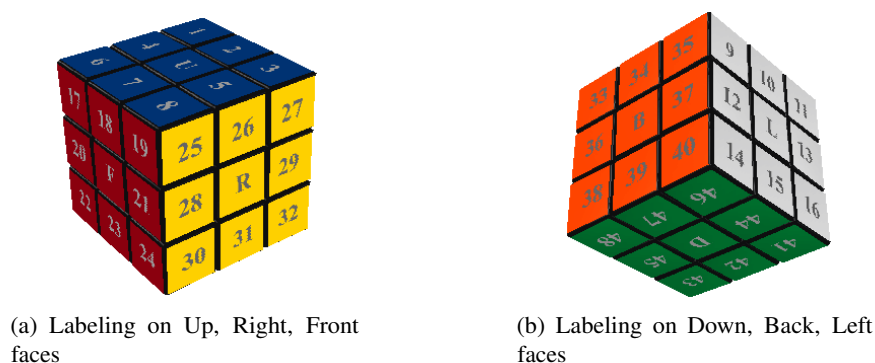 1 2 3
4 U 5
6 7 8
17 18 19
20 F 21
22 23 24
25 26 27
28 R 29
30 31 32
(a) Labeling on Up, Right, Front
faces
33 34 35
36 B 37
38 39 40
9 10 11
12 L 13
14 15 16
41 42 43
44 D 45
46 47 48
(b) Labeling on Down, Back, Left
faces